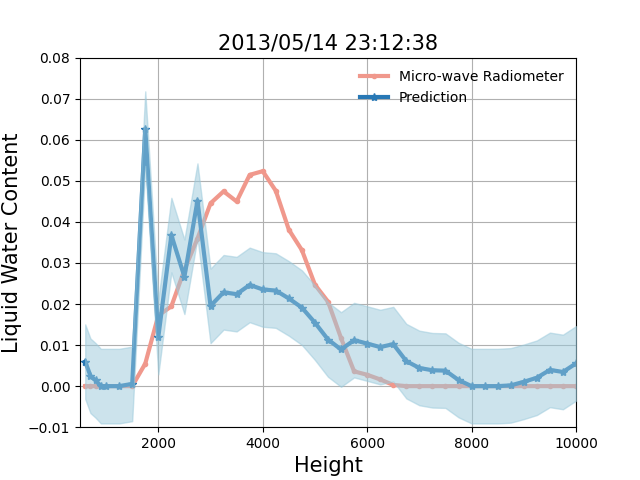 2013/05/14 23:12:38
Micro-wave Radiometer
Prediction
Liquid Water Content
0.08
0.07
0.06
0.05
0.04
0.03
0.02
0.01
0.00
−0.01
2000 4000 6000 8000 10000
Height